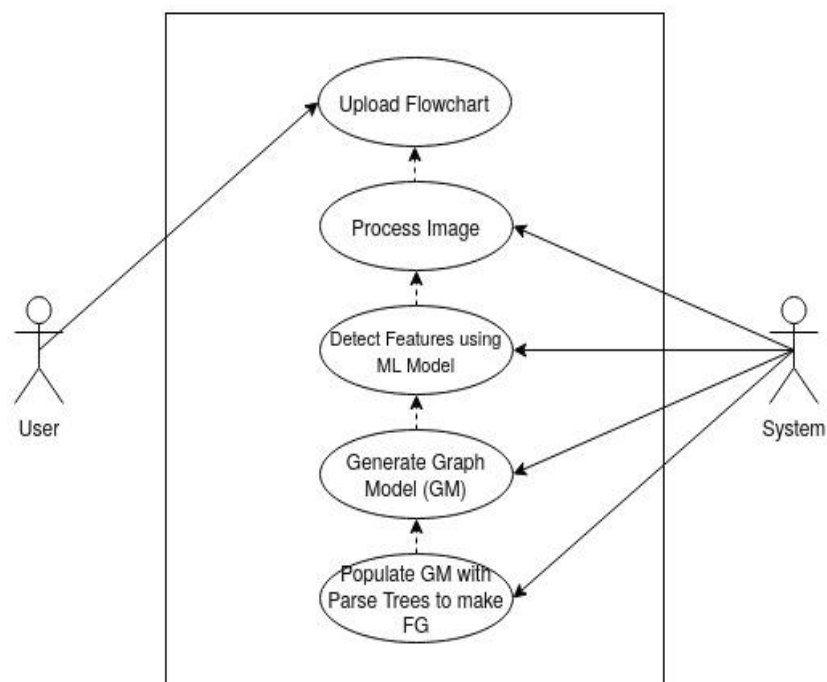 Upload Flowchart
Process Image
Detect Features using
ML Model
User
System
Generate Graph
Model (GM)
Populate GM with
Parse Trees to make
FG